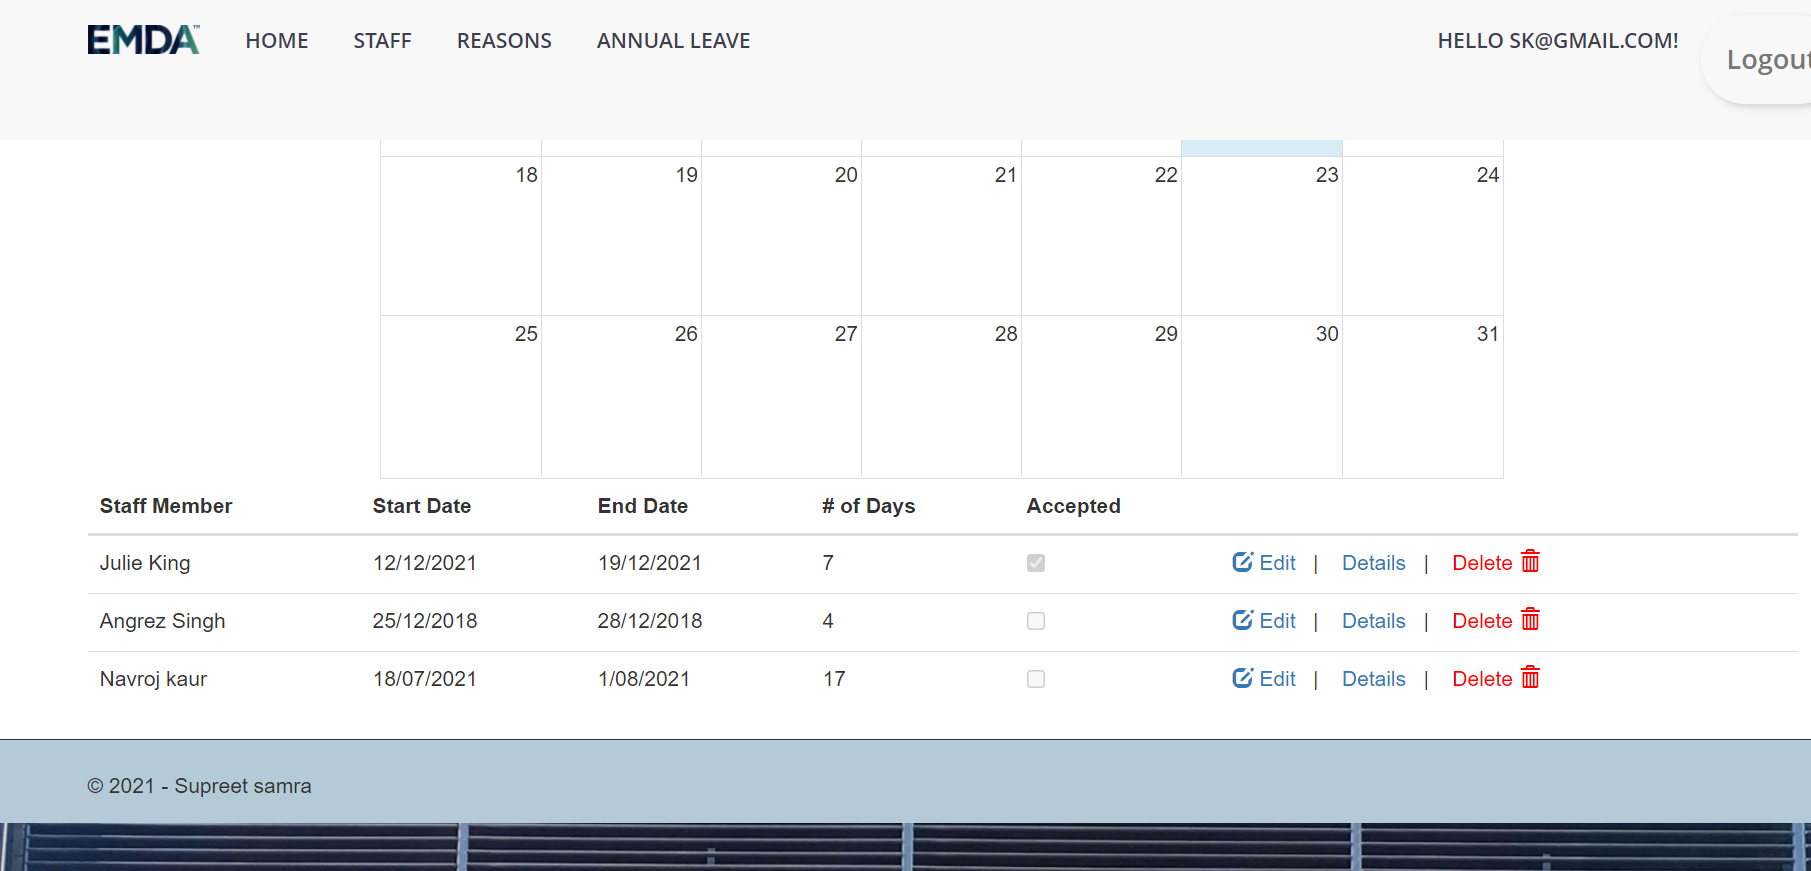 EMDA™ HOME STAFF REASONS ANNUAL LEAVE HELLO SK@GMAIL.COM! Logout
18 19 20 21 22 23 24
25 26 27 28 29 30 31
Staff Member Start Date End Date # of Days Accepted
Julie King 12/12/2021 19/12/2021 7 Edit | Details | Delete
Angrez Singh 25/12/2018 28/12/2018 4 Edit | Details | Delete
Navroj kaur 18/07/2021 1/08/2021 17 Edit | Details | Delete
© 2021 - Supreet samra